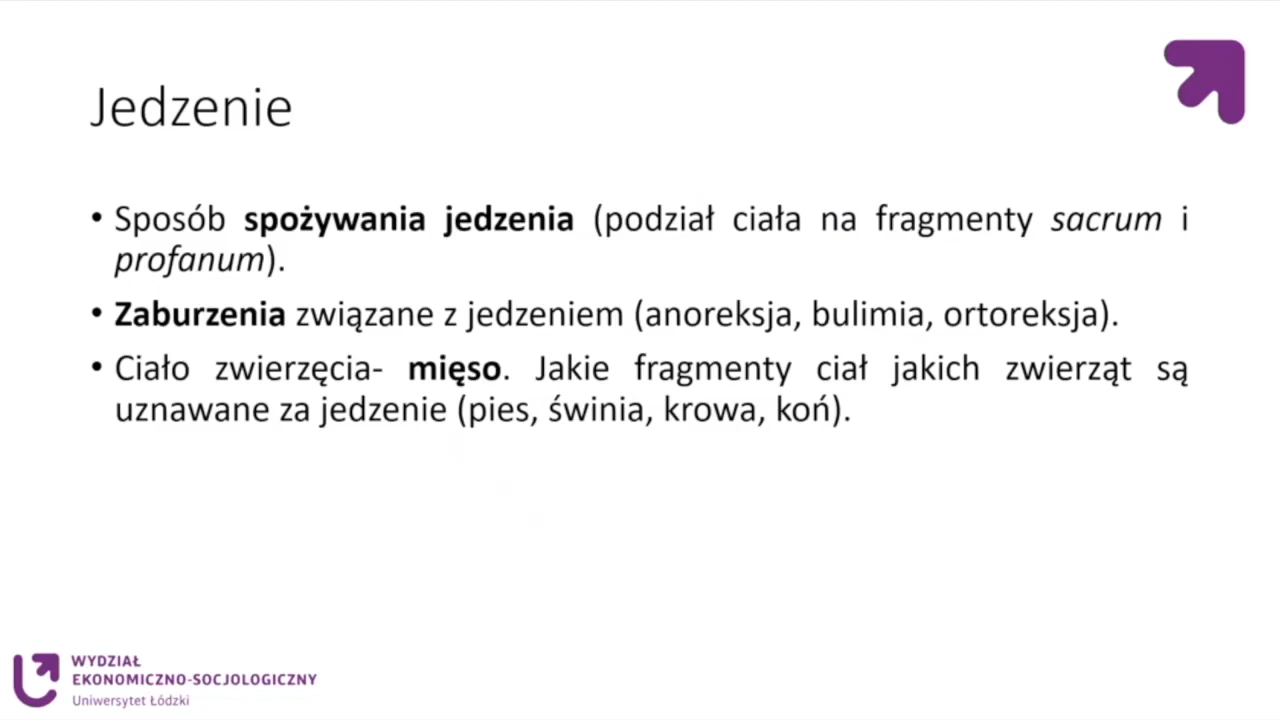 Jedzenie
• Sposób spożywania jedzenia (podział ciała na fragmenty sacrum i
profanum).
• Zaburzenia związane z jedzeniem (anoreksja, bulimia, ortoreksja).
• Ciało zwierzęcia- mięso. Jakie fragmenty ciał jakich zwierząt są
uznawane za jedzenie (pies, świnia, krowa, koń).
WYDZIAŁ
EKONOMICZNO-SOCJOLOGICZNY
Uniwersytet Łódzki